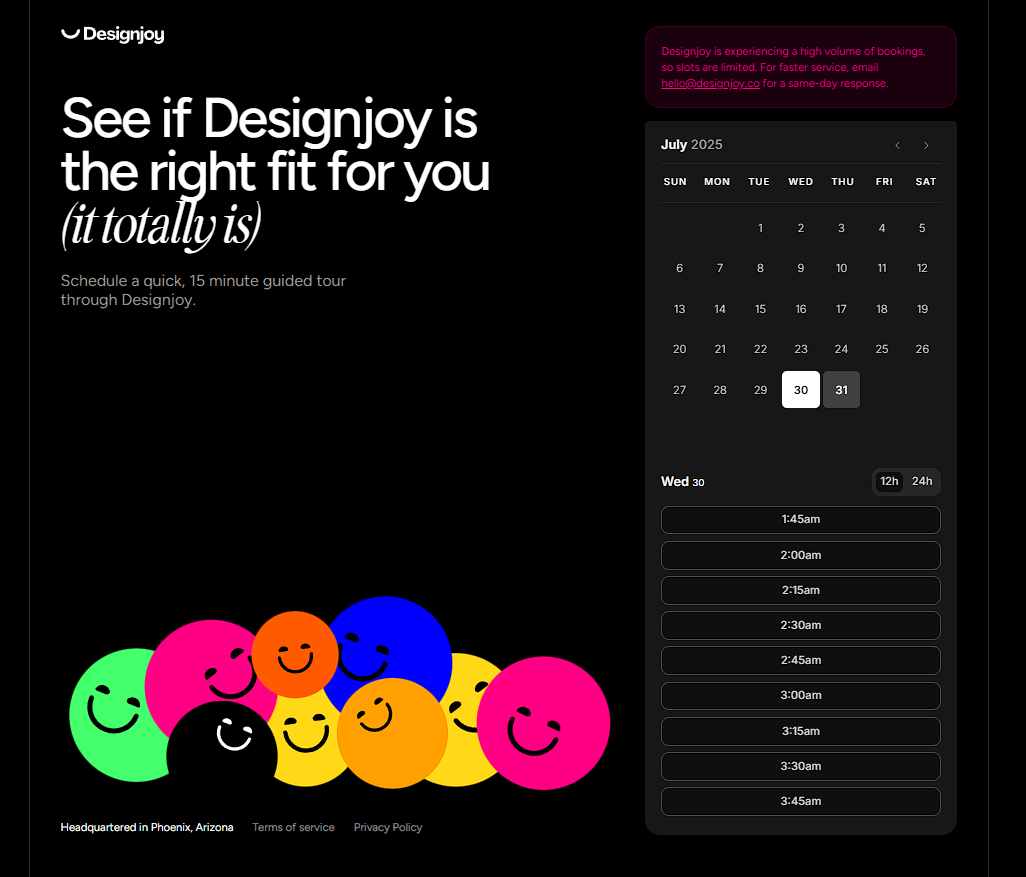 Designjoy
See if Designjoy is
the right fit for you
(it totally is)
Schedule a quick, 15 minute guided tour
through Designjoy.
Headquartered in Phoenix, Arizona Terms of service Privacy Policy
Designjoy is experiencing a high volume of bookings,
so slots are limited. For faster service, email
hello@designjoy.co for a same-day response.
July 2025
SUN MON TUE WED THU FRI SAT
1 2 3 4 5
6 7 8 9 10 11 12
13 14 15 16 17 18 19
20 21 22 23 24 25 26
27 28 29 30 31
Wed 30 12h 24h
1:45am
2:00am
2:15am
2:30am
2:45am
3:00am
3:15am
3:30am
3:45am